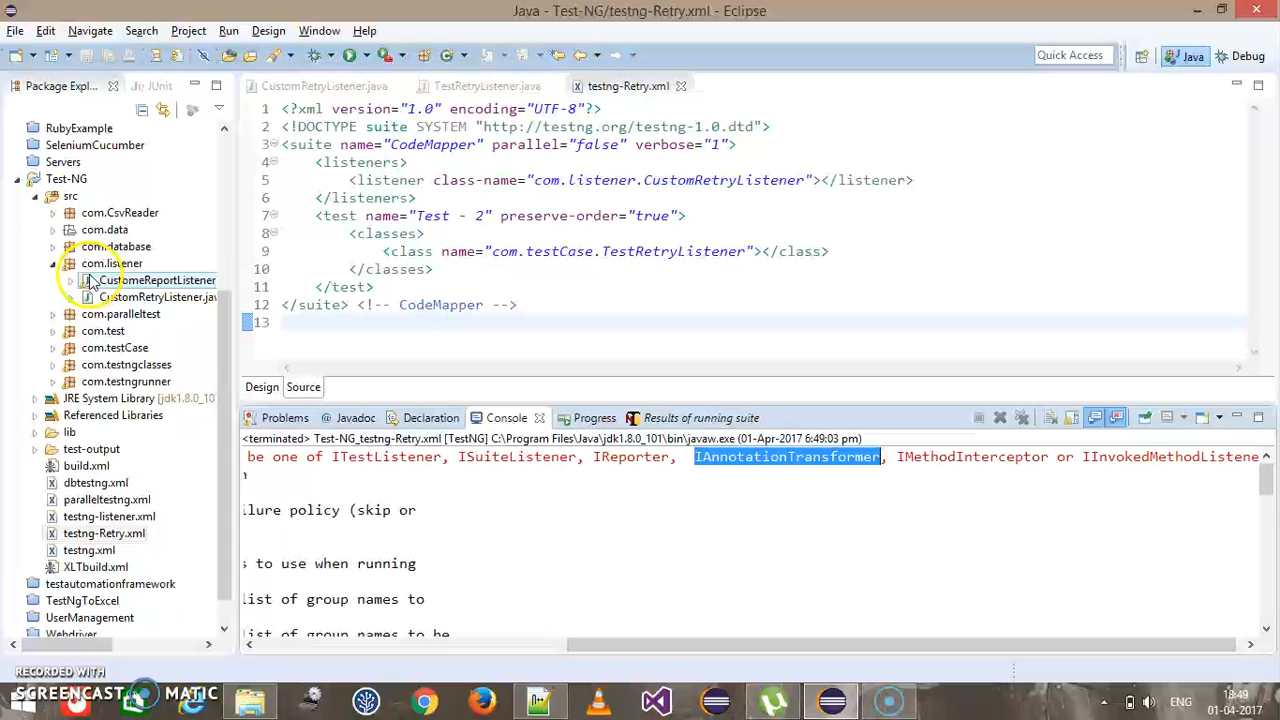 Java - Test-NG/testng-Retry.xml - Eclipse
File Edit Navigate Search Project Run Design Window Help
Quick Access Java Debug
Package Expl... JUnit
CustomRetryListener.java TestRetryListener.java testng-Retry.xml
RubyExample
SeleniumCucumber
Servers
Test-NG
src
com.CsvReader
com.data
com.database
com.listener
CustomeReportListener
CustomRetryListener.jav
com.paralleltest
com.test
com.testCase
com.testngclasses
com.testngrunner
JRE System Library [jdk1.8.0_101
Referenced Libraries
lib
test-output
build.xml
dbtestng.xml
paralleltestng.xml
testng-listener.xml
testng-Retry.xml
testng.xml
XLTbuild.xml
testautomationframework
TestNgToExcel
UserManagement
Webdriver
1 <?xml version="1.0" encoding="UTF-8"?>
2 <!DOCTYPE suite SYSTEM "http://testng.org/testng-1.0.dtd">
3 <suite name="CodeMapper" parallel="false" verbose="1">
4 <listeners>
5 <listener class-name="com.listener.CustomRetryListener"></listener>
6 </listeners>
7 <test name="Test - 2" preserve-order="true">
8 <classes>
9 <class name="com.testCase.TestRetryListener"></class>
10 </classes>
11 </test>
12 </suite> <!-- CodeMapper -->
13
Design Source
Problems Javadoc Declaration Console Progress Results of running suite
<terminated> Test-NG_testng-Retry.xml [TestNG] C:\Program Files\Java\jdk1.8.0_101\bin\javaw.exe (01-Apr-2017 6:49:03 pm)
be one of ITestListener, ISuiteListener, IReporter, IAnnotationTransformer, IMethodInterceptor or IInvokedMethodListene
n
ilure policy (skip or
s to use when running
list of group names to
list of group names to be
RECORDED WITH
SCREENCAST MATIC
ENG
18:49
01-04-2017